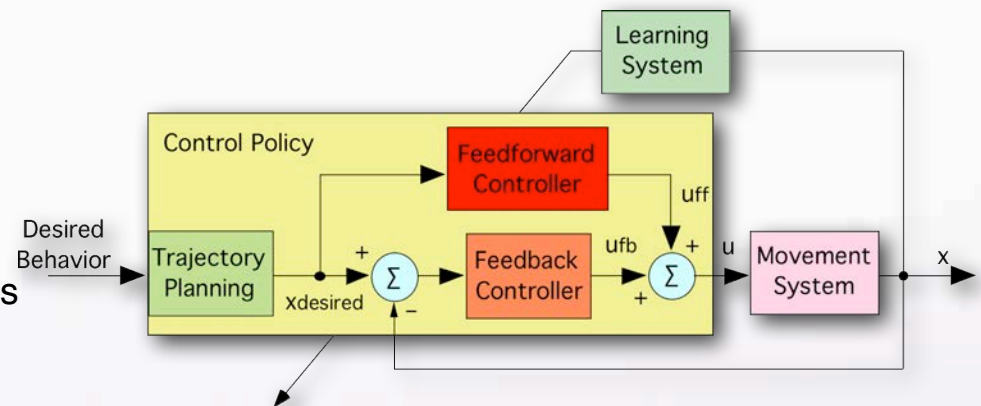 Learning
System
Control Policy
Feedforward
Controller
uff
Desired
Behavior
s
Trajectory
Planning
+
Σ
−
xdesired
Feedback
Controller
ufb
+
+
Σ
u
Movement
System
x